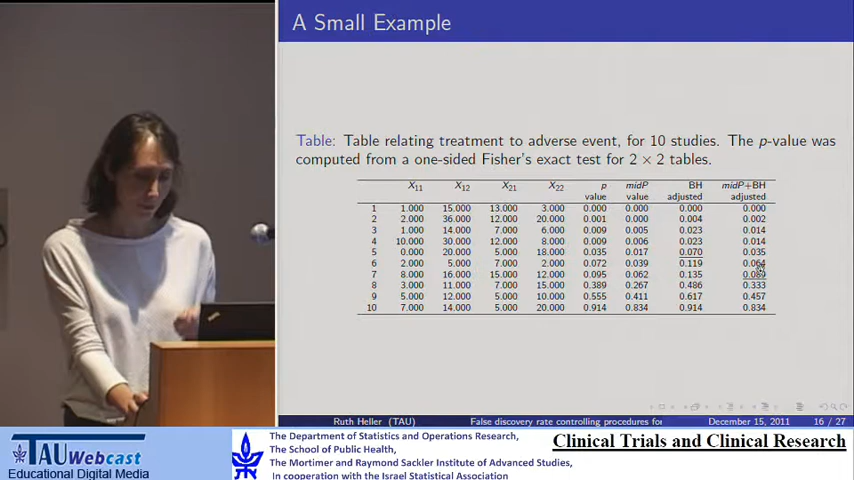 A Small Example
Table: Table relating treatment to adverse event, for 10 studies. The p-value was
computed from a one-sided Fisher's exact test for 2 × 2 tables.
X11 X12 X21 X22 p midP BH midP+BH
value value adjusted adjusted
1 1.000 15.000 13.000 3.000 0.000 0.000 0.000 0.000
2 2.000 36.000 12.000 20.000 0.001 0.000 0.004 0.002
3 1.000 14.000 7.000 6.000 0.009 0.005 0.023 0.014
4 10.000 30.000 12.000 8.000 0.009 0.006 0.023 0.014
5 0.000 20.000 5.000 18.000 0.035 0.017 0.070 0.035
6 2.000 5.000 7.000 2.000 0.072 0.039 0.119 0.064
7 8.000 16.000 15.000 12.000 0.095 0.062 0.135 0.089
8 3.000 11.000 7.000 15.000 0.389 0.267 0.486 0.333
9 5.000 12.000 5.000 10.000 0.555 0.411 0.617 0.457
10 7.000 14.000 5.000 20.000 0.914 0.834 0.914 0.834
Ruth Heller (TAU) False discovery rate controlling procedures for December 15, 2011 16 / 27
TAUWebcast
Educational Digital Media
The Department of Statistics and Operations Research,
The School of Public Health,
The Mortimer and Raymond Sackler Institute of Advanced Studies,
In cooperation with the Israel Statistical Association
Clinical Trials and Clinical Research